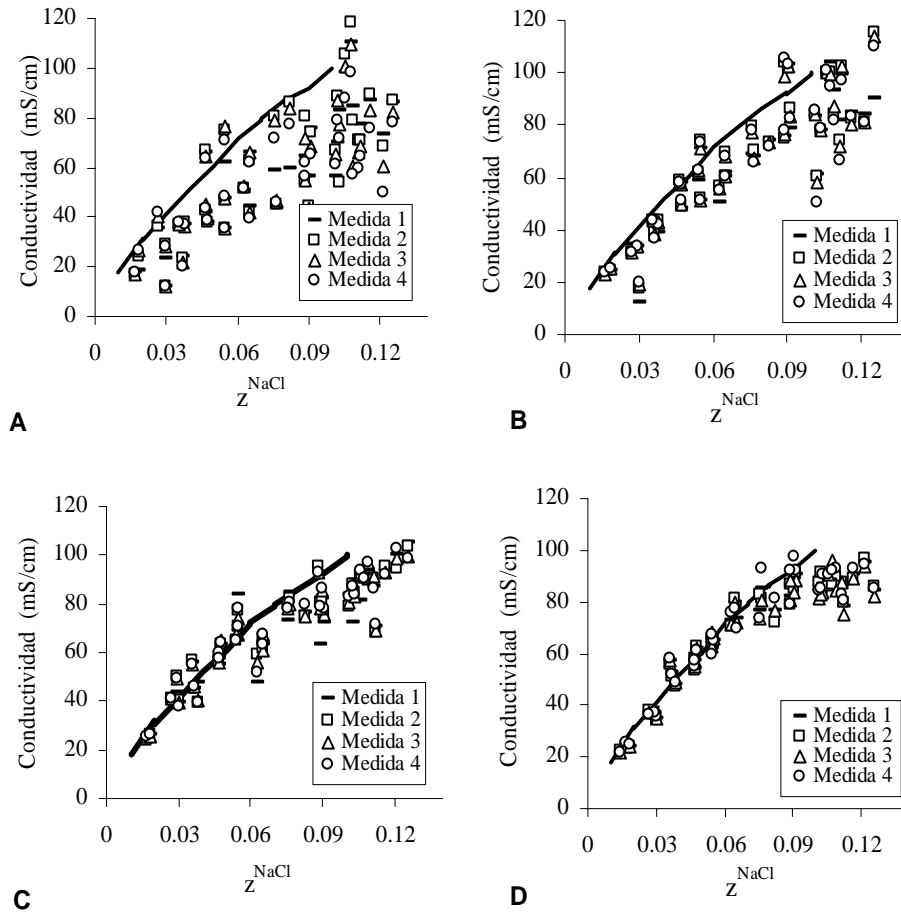 120
100
80
60
40
20
0
Conductividad (mS/cm)
Medida 1
Medida 2
Medida 3
Medida 4
0 0.03 0.06 0.09 0.12
z NaCl
A
120
100
80
60
40
20
0
Conductividad (mS/cm)
Medida 1
Medida 2
Medida 3
Medida 4
0 0.03 0.06 0.09 0.12
z NaCl
B
120
100
80
60
40
20
0
Conductividad (mS/cm)
Medida 1
Medida 2
Medida 3
Medida 4
0 0.03 0.06 0.09 0.12
z NaCl
C
120
100
80
60
40
20
0
Conductividad (mS/cm)
Medida 1
Medida 2
Medida 3
Medida 4
0 0.03 0.06 0.09 0.12
z NaCl
D